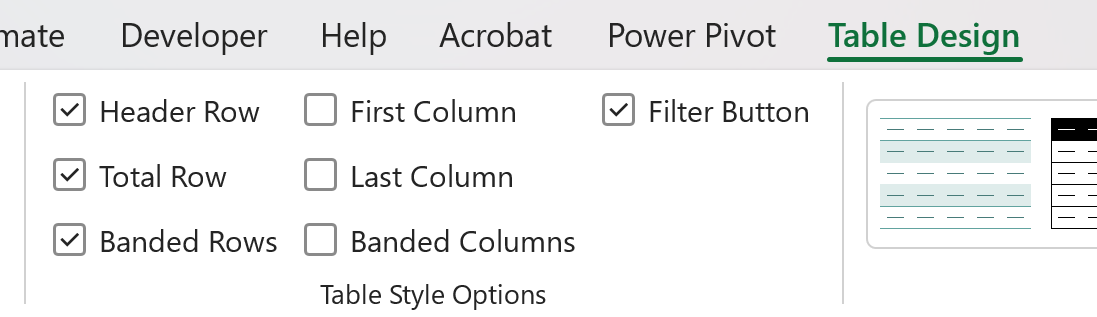 mate Developer Help Acrobat Power Pivot Table Design
Header Row First Column Filter Button
Total Row Last Column
Banded Rows Banded Columns
Table Style Options